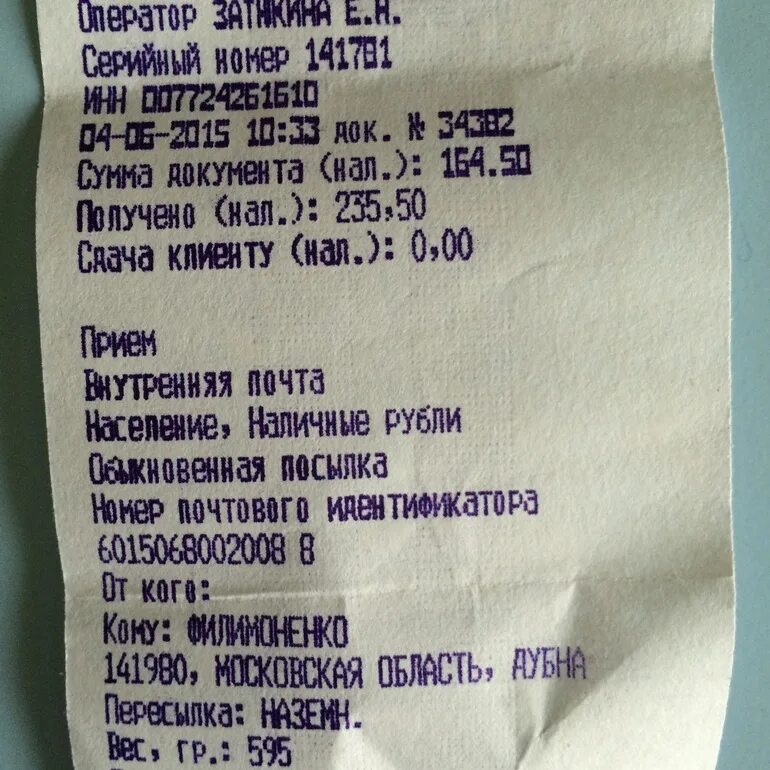 Оператор ЗАТЫКИНА Е.Н.
Серийный номер 141781
ИНН 007724261610
04-06-2015 10:33 док. № 34382
Сумма документа (нал.): 164.50
Получено (нал.): 235,50
Сдача клиенту (нал.): 0,00
Прием
Внутренняя почта
Население, Наличные рубли
Обыкновенная посылка
Номер почтового идентификатора
6015068002008 8
От кого:
Кому: ФИЛИМОНЕНКО
141980, МОСКОВСКАЯ ОБЛАСТЬ, ДУБНА
Пересылка: НАЗЕМН.
Вес, гр.: 595